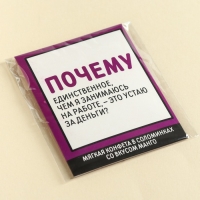 ПОЧЕМУ
ЕДИНСТВЕННОЕ,
ЧЕМ Я ЗАНИМАЮСЬ
НА РАБОТЕ, – ЭТО УСТАЮ
ЗА ДЕНЬГИ?
МЯГКАЯ КОНФЕТА В СОЛОМИНКАХ
СО ВКУСОМ МАНГО